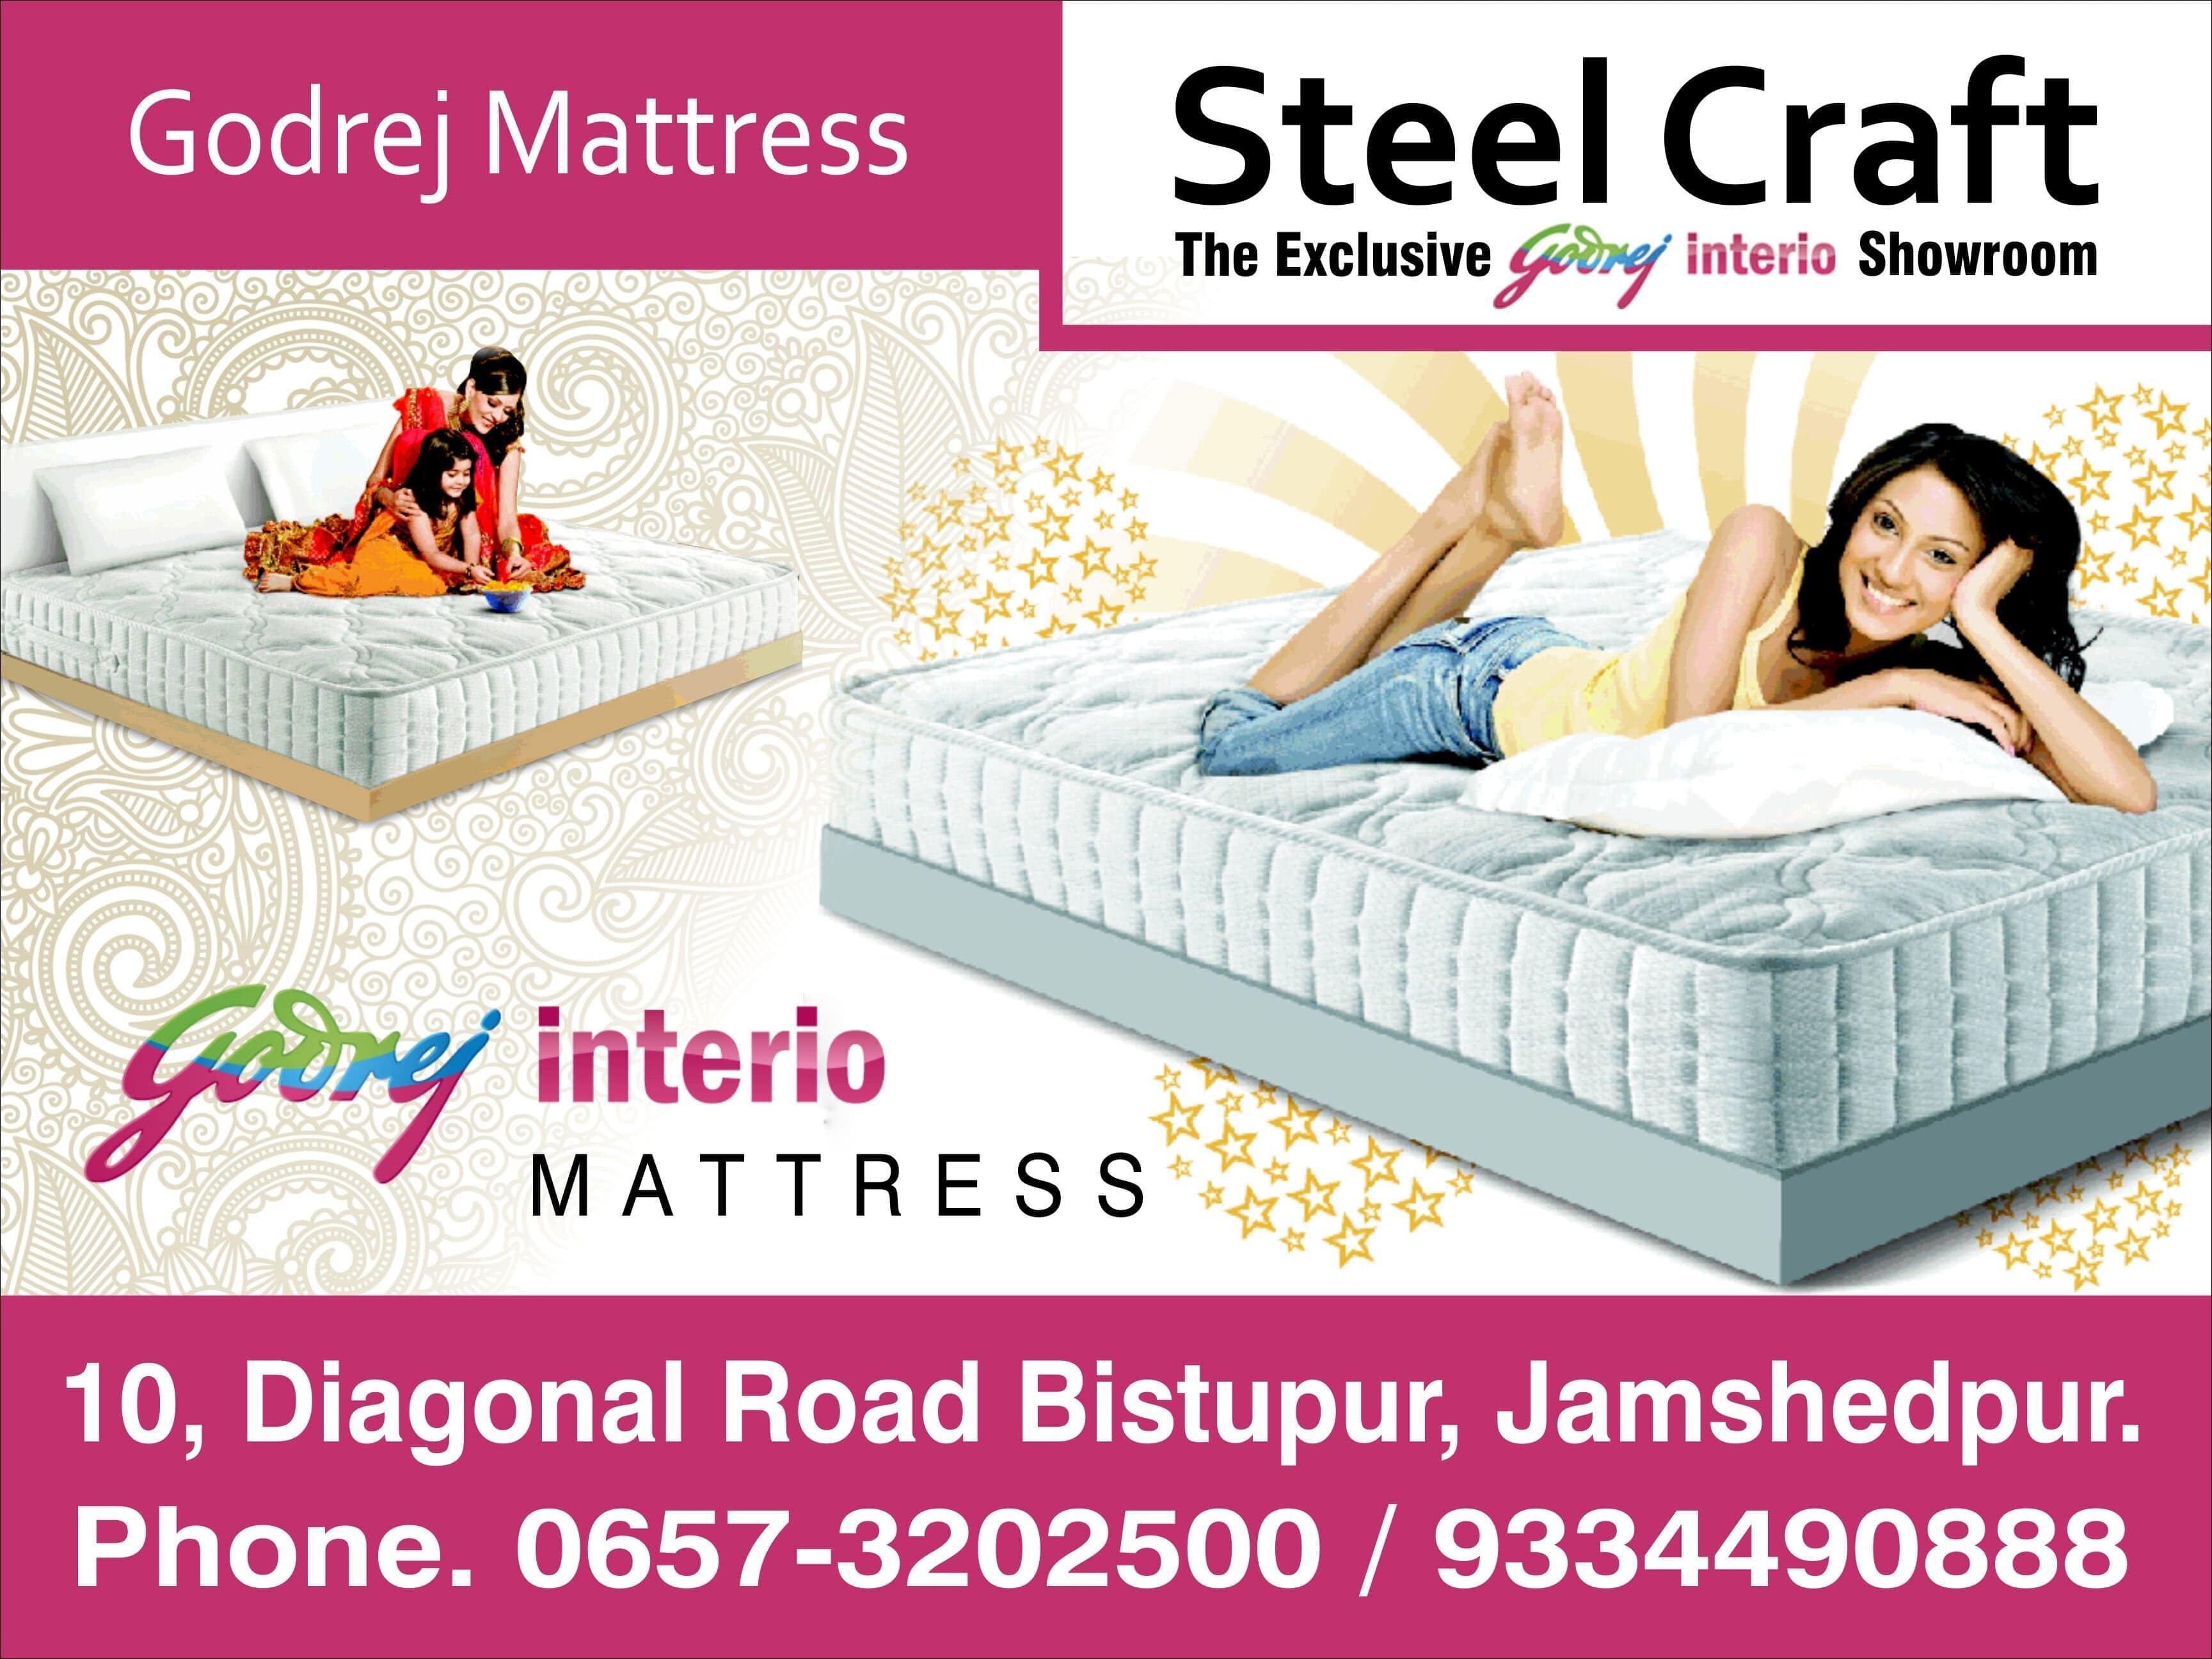 Godrej Mattress
Steel Craft
The Exclusive Godrej interio Showroom
Godrej interio
MATTRESS
10, Diagonal Road Bistupur, Jamshedpur.
Phone. 0657-3202500 / 9334490888